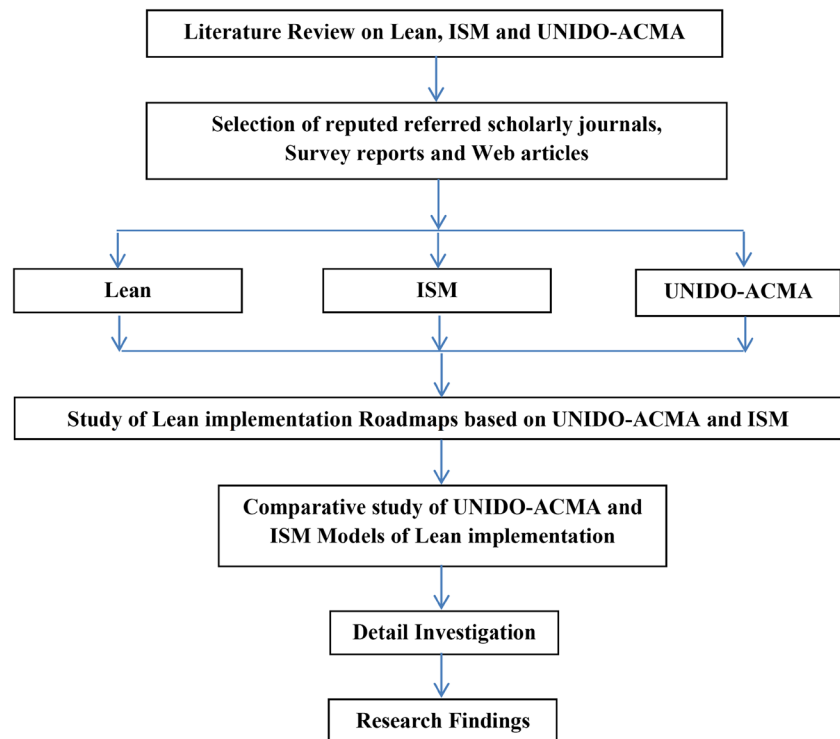 Literature Review on Lean, ISM and UNIDO-ACMA
Selection of reputed referred scholarly journals,
Survey reports and Web articles
Lean
ISM
UNIDO-ACMA
Study of Lean implementation Roadmaps based on UNIDO-ACMA and ISM
Comparative study of UNIDO-ACMA and
ISM Models of Lean implementation
Detail Investigation
Research Findings